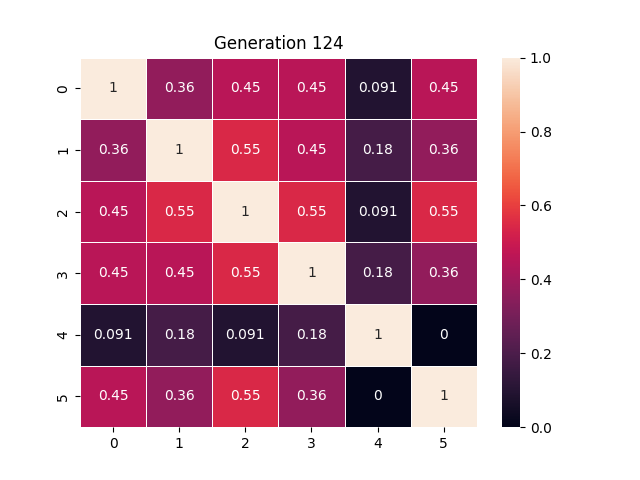 Generation 124
0 1 0.36 0.45 0.45 0.091 0.45
1 0.36 1 0.55 0.45 0.18 0.36
2 0.45 0.55 1 0.55 0.091 0.55
3 0.45 0.45 0.55 1 0.18 0.36
4 0.091 0.18 0.091 0.18 1 0
5 0.45 0.36 0.55 0.36 0 1
0 1 2 3 4 5
1.0
0.8
0.6
0.4
0.2
0.0